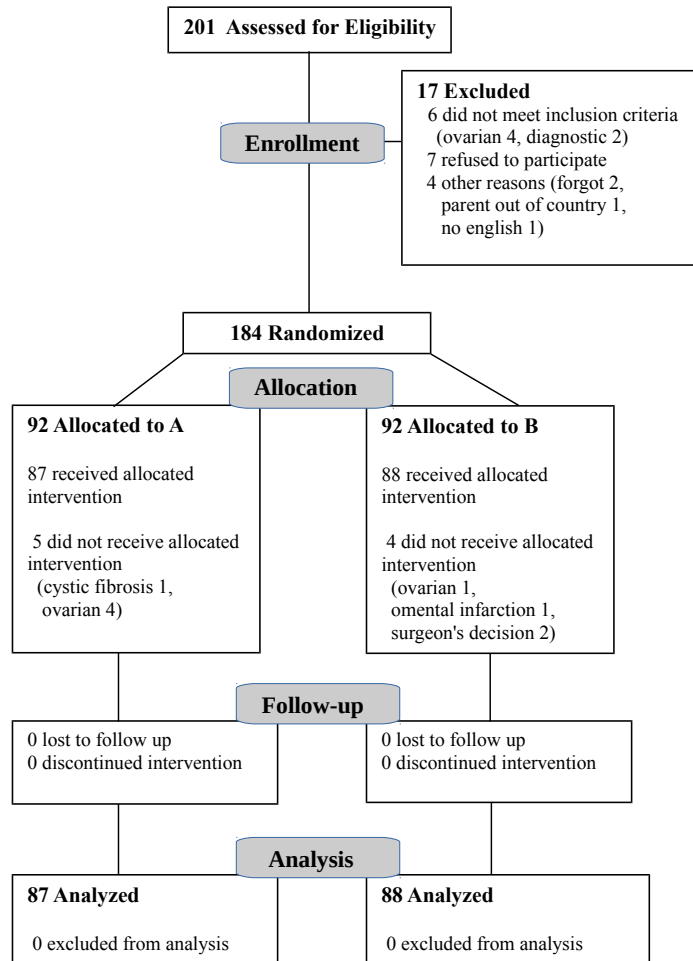 201 Assessed for Eligibility
17 Excluded
6 did not meet inclusion criteria
(ovarian 4, diagnostic 2)
7 refused to participate
4 other reasons (forgot 2,
parent out of country 1,
no english 1)
Enrollment
184 Randomized
Allocation
92 Allocated to A
87 received allocated
intervention
5 did not receive allocated
intervention
(cystic fibrosis 1,
ovarian 4)
92 Allocated to B
88 received allocated
intervention
4 did not receive allocated
intervention
(ovarian 1,
omental infarction 1,
surgeon's decision 2)
Follow-up
0 lost to follow up
0 discontinued intervention
0 lost to follow up
0 discontinued intervention
Analysis
87 Analyzed
0 excluded from analysis
88 Analyzed
0 excluded from analysis